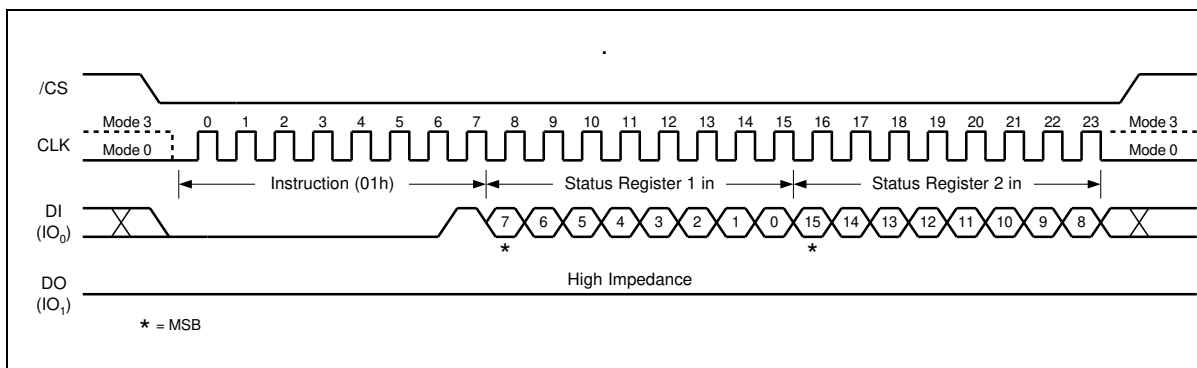 /CS
Mode 3 0 1 2 3 4 5 6 7 8 9 10 11 12 13 14 15 16 17 18 19 20 21 22 23 Mode 3
CLK Mode 0 Mode 0
Instruction (01h) Status Register 1 in Status Register 2 in
DI 7 6 5 4 3 2 1 0 15 14 13 12 11 10 9 8
(IO0) * *
High Impedance
DO
(IO1)
* = MSB